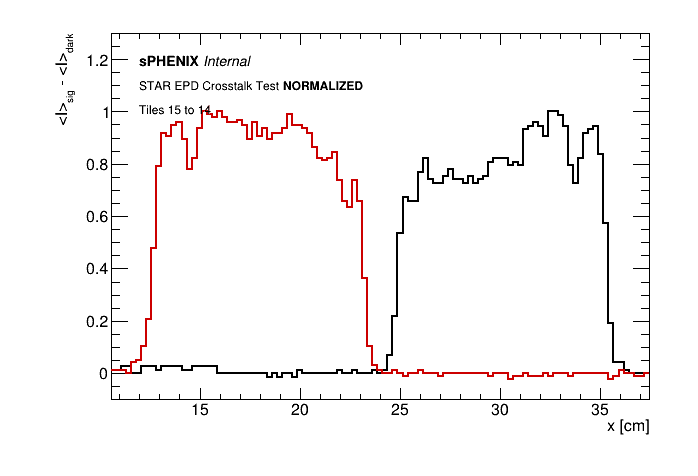 <I>sig - <I>dark
sPHENIX Internal
STAR EPD Crosstalk Test NORMALIZED
Tiles 15 to 14
1.2
1
0.8
0.6
0.4
0.2
0
15 20 25 30 35
x [cm]